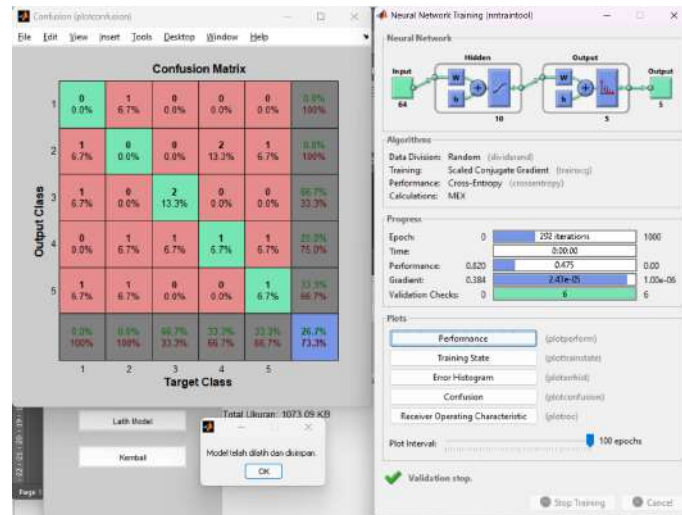 Confusion (plotconfusion)
File Edit View Insert Tools Desktop Window Help
Confusion Matrix
Output Class
1
0 1 0 0 0 0.0%
0.0% 6.7% 0.0% 0.0% 0.0% 100%
2
1 0 0 2 1 0.0%
6.7% 0.0% 0.0% 13.3% 6.7% 100%
3
1 0 2 0 0 66.7%
6.7% 0.0% 13.3% 0.0% 0.0% 33.3%
4
0 1 1 1 1 25.0%
0.0% 6.7% 6.7% 6.7% 6.7% 75.0%
5
1 1 0 0 1 33.3%
6.7% 6.7% 0.0% 0.0% 6.7% 66.7%
0.0% 0.0% 66.7% 33.3% 33.3% 26.7%
100% 100% 33.3% 66.7% 66.7% 73.3%
1 2 3 4 5
Target Class
Latih Model
Kembali
Total Ukuran: 1073.09 KB
Model telah dilatih dan disimpan.
OK
Page
Neural Network Training (nntraintool)
Neural Network
Hidden Output
Input W b W b Output
64 10 5 5
Algorithms
Data Division: Random (dividerand)
Training: Scaled Conjugate Gradient (trainscg)
Performance: Cross-Entropy (crossentropy)
Calculations: MEX
Progress
Epoch: 0 292 iterations 1000
Time: 0:00:00
Performance: 0.820 0.475 0.00
Gradient: 0.384 2.43e-05 1.00e-06
Validation Checks: 0 6 6
Plots
Performance (plotperform)
Training State (plottrainstate)
Error Histogram (ploterrhist)
Confusion (plotconfusion)
Receiver Operating Characteristic (plotroc)
Plot Interval: 100 epochs
Validation stop.
Stop Training Cancel